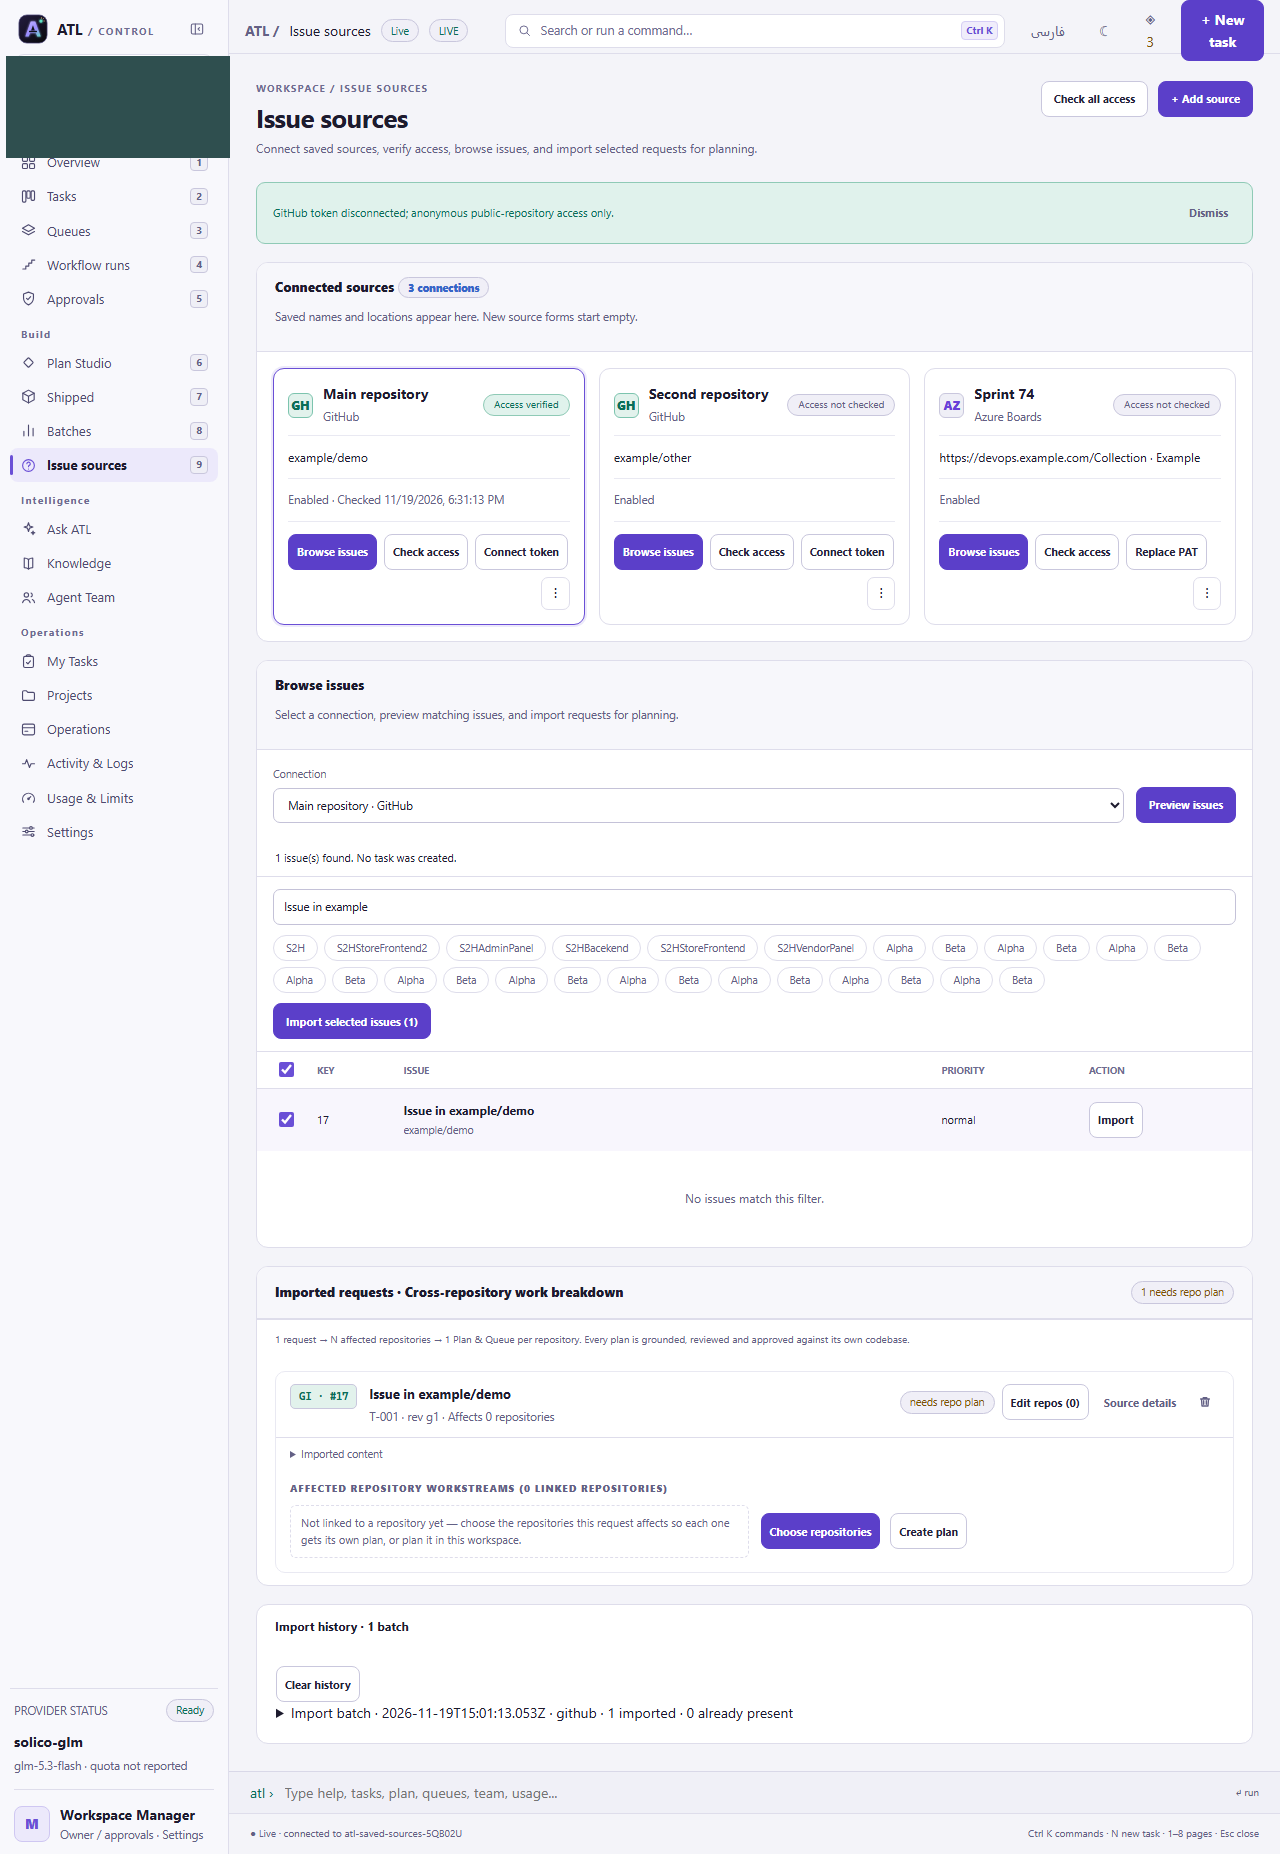 ATL / CONTROL
Overview 1
Tasks 2
Queues 3
Workflow runs 4
Approvals 5
Build
Plan Studio 6
Shipped 7
Batches 8
Issue sources 9
Intelligence
Ask ATL
Knowledge
Agent Team
Operations
My Tasks
Projects
Operations
Activity & Logs
Usage & Limits
Settings
PROVIDER STATUS Ready
solico-glm
glm-5.3-flash · quota not reported
M
Workspace Manager
Owner / approvals · Settings
ATL / Issue sources Live LIVE
Search or run a command... Ctrl K
فارسی
3
+ New task
WORKSPACE / ISSUE SOURCES
Issue sources
Connect saved sources, verify access, browse issues, and import selected requests for planning.
Check all access + Add source
GitHub token disconnected; anonymous public-repository access only. Dismiss
Connected sources 3 connections
Saved names and locations appear here. New source forms start empty.
GH Main repository Access verified
GitHub
example/demo
Enabled · Checked 11/19/2026, 6:31:13 PM
Browse issues Check access Connect token
⋮
GH Second repository Access not checked
GitHub
example/other
Enabled
Browse issues Check access Connect token
⋮
AZ Sprint 74 Access not checked
Azure Boards
https://devops.example.com/Collection · Example
Enabled
Browse issues Check access Replace PAT
⋮
Browse issues
Select a connection, preview matching issues, and import requests for planning.
Connection
Main repository · GitHub Preview issues
1 issue(s) found. No task was created.
Issue in example
S2H S2HStoreFrontend2 S2HAdminPanel S2HBacekend S2HStoreFrontend S2HVendorPanel Alpha Beta Alpha Beta Alpha Beta
Alpha Beta Alpha Beta Alpha Beta Alpha Beta Alpha Beta Alpha Beta Alpha Beta
Import selected issues (1)
KEY ISSUE PRIORITY ACTION
17 Issue in example/demo normal Import
example/demo
No issues match this filter.
Imported requests · Cross-repository work breakdown 1 needs repo plan
1 request → N affected repositories → 1 Plan & Queue per repository. Every plan is grounded, reviewed and approved against its own codebase.
GI · #17 Issue in example/demo needs repo plan Edit repos (0) Source details
T-001 · rev g1 · Affects 0 repositories
▶ Imported content
AFFECTED REPOSITORY WORKSTREAMS (0 LINKED REPOSITORIES)
Not linked to a repository yet — choose the repositories this request affects so each one
gets its own plan, or plan it in this workspace.
Choose repositories Create plan
Import history · 1 batch
Clear history
▶ Import batch · 2026-11-19T15:01:13.053Z · github · 1 imported · 0 already present
atl › Type help, tasks, plan, queues, team, usage... ↵ run
● Live · connected to atl-saved-sources-5QB02U
Ctrl K commands · N new task · 1–8 pages · Esc close